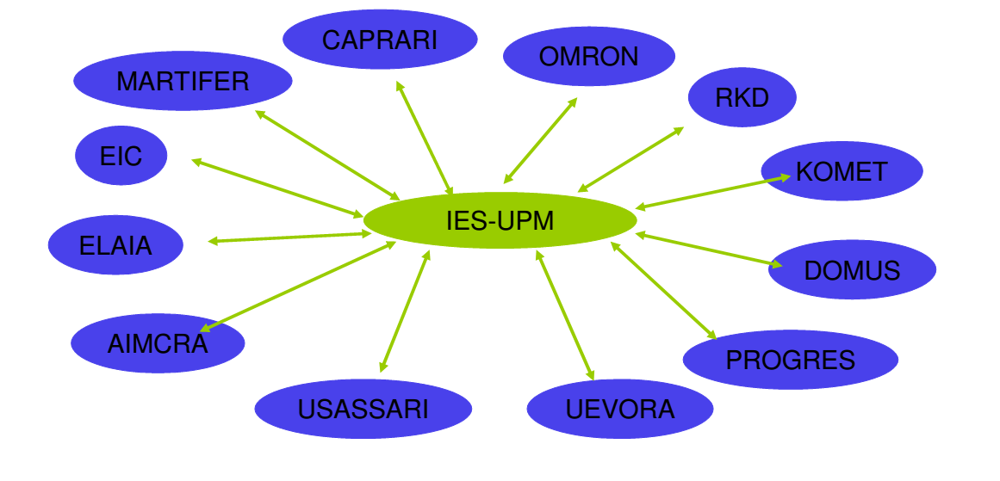 CAPRARI
OMRON
MARTIFER
RKD
EIC
KOMET
IES-UPM
ELAIA
DOMUS
AIMCRA
PROGRES
USASSARI
UEVORA